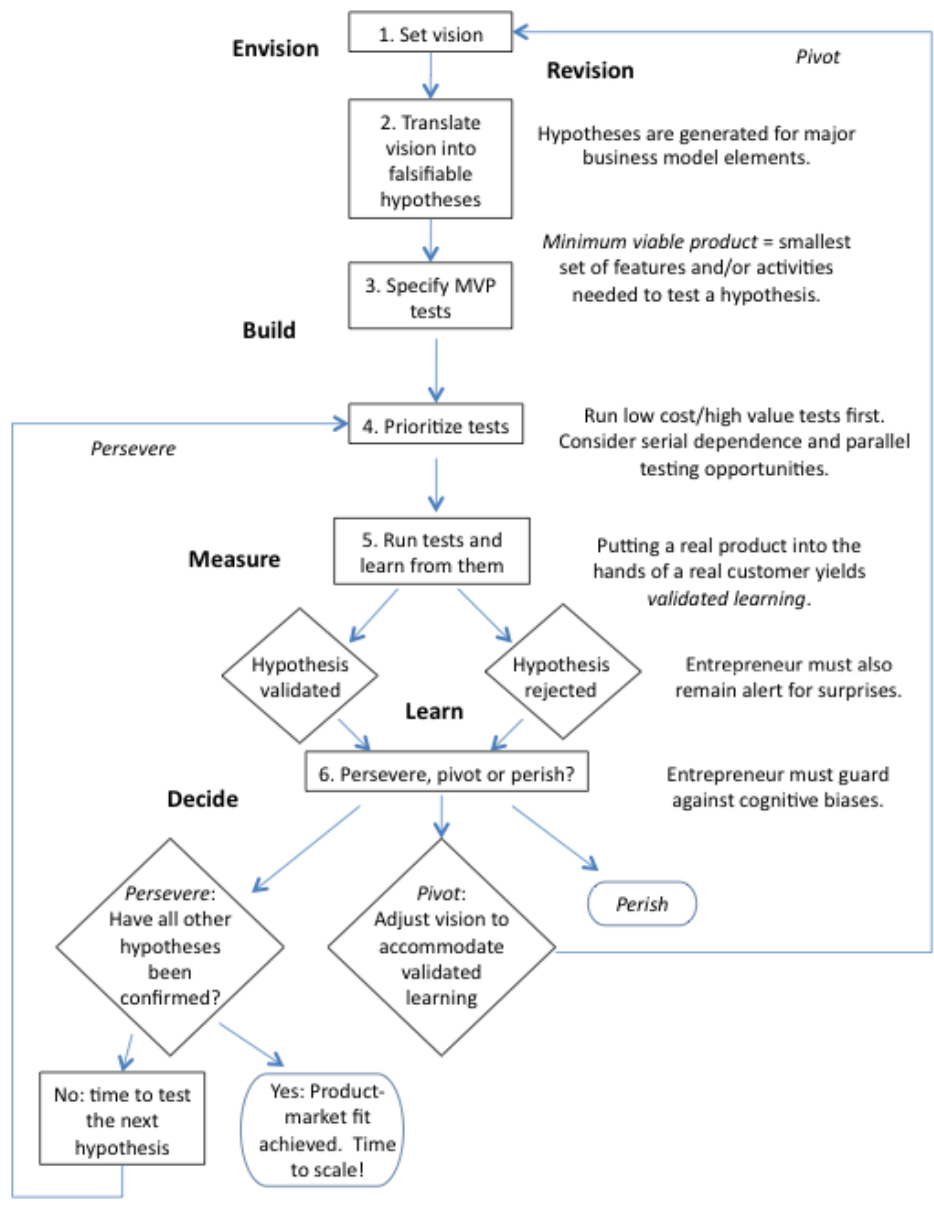 1. Set vision
Envision
Pivot
Revision
2. Translate
vision into
falsifiable
hypotheses
Hypotheses are generated for major
business model elements.
Minimum viable product = smallest
set of features and/or activities
needed to test a hypothesis.
3. Specify MVP
tests
Build
4. Prioritize tests
Run low cost/high value tests first.
Consider serial dependence and parallel
testing opportunities.
Persevere
5. Run tests and
learn from them
Measure
Putting a real product into the
hands of a real customer yields
validated learning.
Hypothesis
validated
Hypothesis
rejected
Entrepreneur must also
remain alert for surprises.
Learn
6. Persevere, pivot or perish?
Entrepreneur must guard
against cognitive biases.
Decide
Persevere:
Have all other
hypotheses
been
confirmed?
Pivot:
Adjust vision to
accommodate
validated
learning
Perish
No: time to test
the next
hypothesis
Yes: Product-
market fit
achieved. Time
to scale!